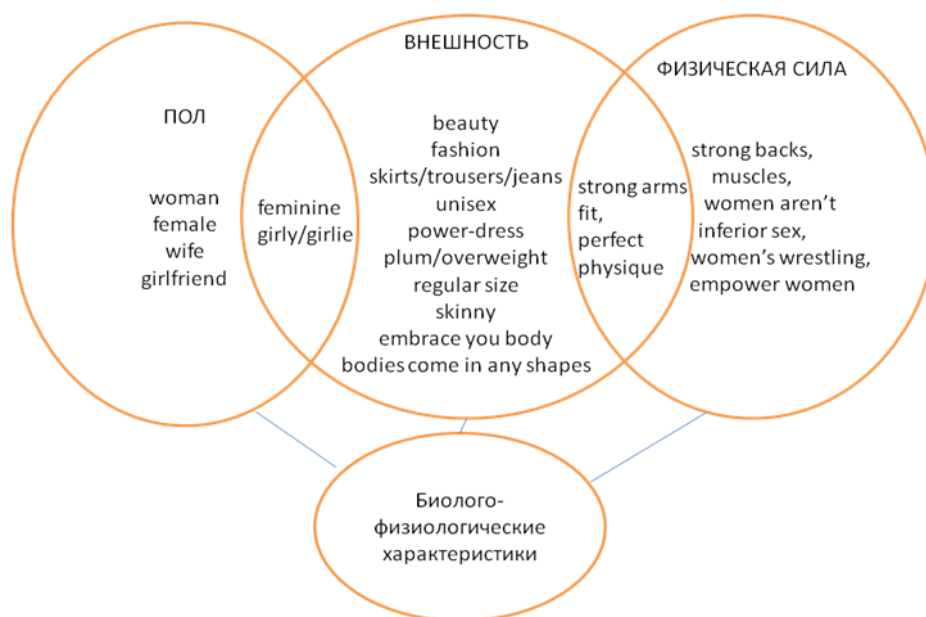 ПОЛ
woman
female
wife
girlfriend
feminine
girly/girlie
ВНЕШНОСТЬ
beauty
fashion
skirts/trousers/jeans
unisex
power-dress
plum/overweight
regular size
skinny
embrace you body
bodies come in any shapes
strong arms
fit,
perfect
physique
ФИЗИЧЕСКАЯ СИЛА
strong backs,
muscles,
women aren't
inferior sex,
women's wrestling,
empower women
Биолого-
физиологические
характеристики